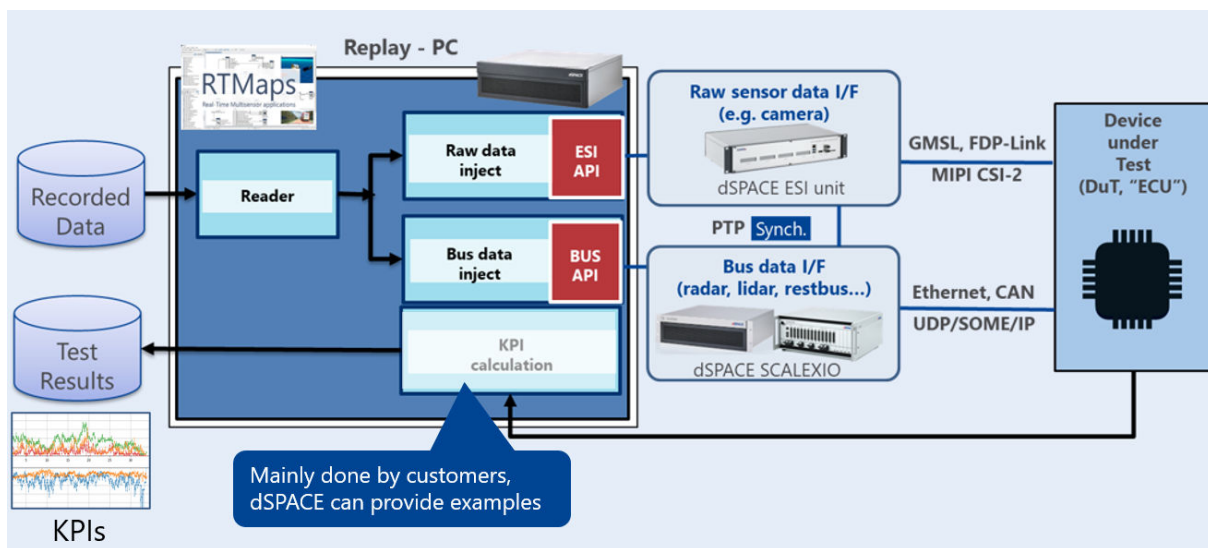 Replay - PC
RTMaps
Real-Time Multisensor applications
Recorded
Data
Reader
Raw data
inject
ESI
API
Bus data
inject
BUS
API
KPI
calculation
Raw sensor data I/F
(e.g. camera)
dSPACE ESI unit
PTP Synch.
Bus data I/F
(radar, lidar, restbus...)
dSPACE SCALEXIO
GMSL, FDP-Link
MIPI CSI-2
Ethernet, CAN
UDP/SOME/IP
Device
under
Test
(DuT, “ECU”)
Test
Results
KPIs
Mainly done by customers,
dSPACE can provide examples